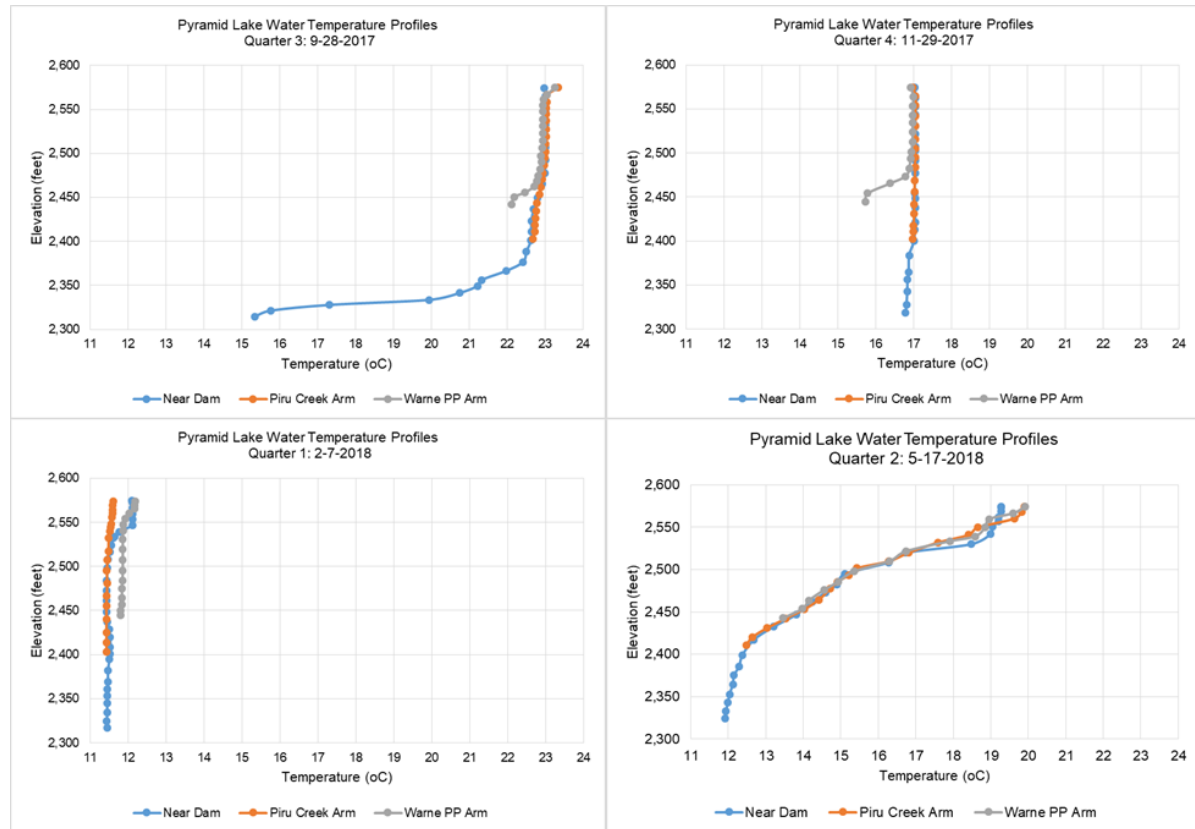 Pyramid Lake Water Temperature Profiles
Quarter 3: 9-28-2017
2,600
2,550
2,500
2,450
2,400
2,350
2,300
Elevation (feet)
11 12 13 14 15 16 17 18 19 20 21 22 23 24
Temperature (oC)
Near Dam Piru Creek Arm Warne PP Arm
Pyramid Lake Water Temperature Profiles
Quarter 4: 11-29-2017
2,600
2,550
2,500
2,450
2,400
2,350
2,300
Elevation (feet)
11 12 13 14 15 16 17 18 19 20 21 22 23 24
Temperature (oC)
Near Dam Piru Creek Arm Warne PP Arm
Pyramid Lake Water Temperature Profiles
Quarter 1: 2-7-2018
2,600
2,550
2,500
2,450
2,400
2,350
2,300
Elevation (feet)
11 12 13 14 15 16 17 18 19 20 21 22 23 24
Temperature (oC)
Near Dam Piru Creek Arm Warne PP Arm
Pyramid Lake Water Temperature Profiles
Quarter 2: 5-17-2018
2,600
2,550
2,500
2,450
2,400
2,350
2,300
Elevation (feet)
11 12 13 14 15 16 17 18 19 20 21 22 23 24
Temperature (oC)
Near Dam Piru Creek Arm Warne PP Arm